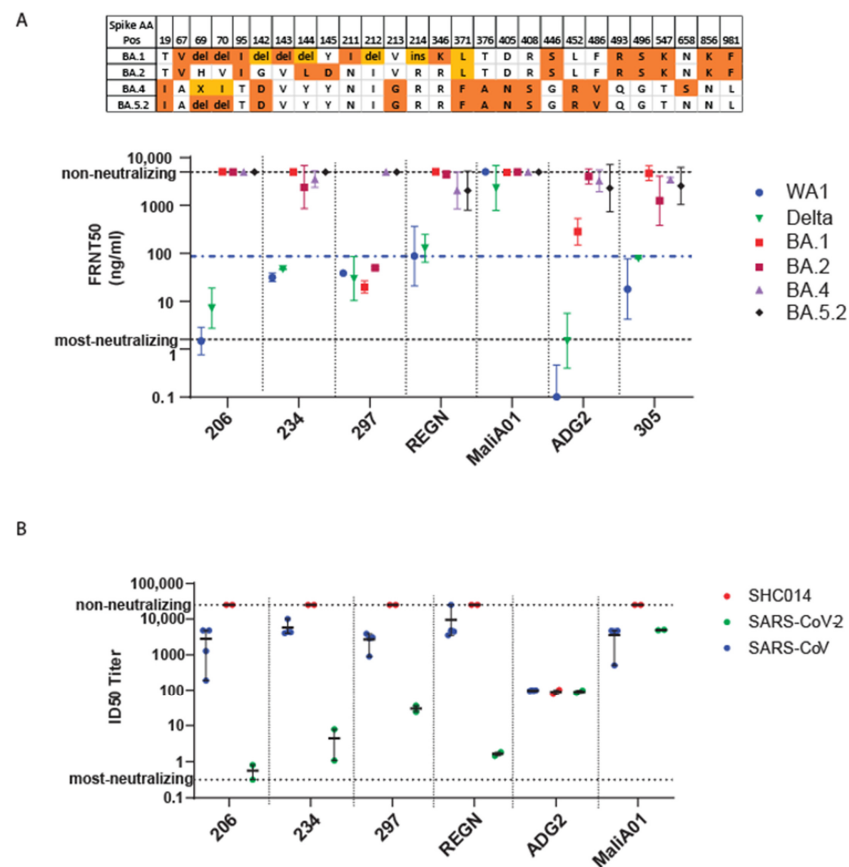 A
Spike AA Pos 19 67 69 70 95 142 143 144 145 211 212 213 214 346 371 376 405 408 446 452 486 493 496 547 658 856 981
BA.1 T V del del I del del del Y I del V ins K L T D R S L F R S K N K F
BA.2 T V H V I G V L D N I V R R L T D R S L F R S K N K F
BA.4 I A X I T D V Y Y N I G R R F A N S G R V Q G T S N L
BA.5.2 I A del del T D V Y Y N I G R R F A N S G R V Q G T N N L
10,000
non-neutralizing
1000
100
10
most-neutralizing
1
0.1
FRNT50
(ng/ml)
206 234 297 REGN MaliA01 ADG2 305
WA1
Delta
BA.1
BA.2
BA.4
BA.5.2
B
100,000
non-neutralizing
10,000
1000
100
10
1
most-neutralizing
0.1
ID50 Titer
206 234 297 REGN ADG2 MaliA01
SHC014
SARS-CoV-2
SARS-CoV